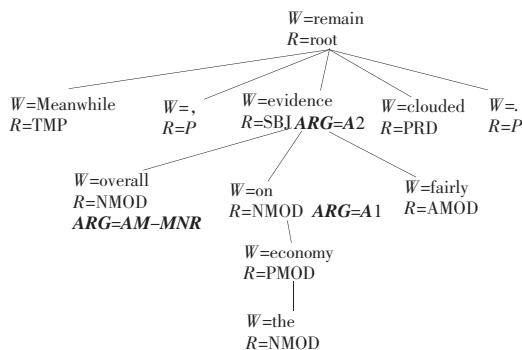 W=remain
R=root
W=Meanwhile
R=TMP
W=,
R=P
W=evidence
R=SBJ ARG=A2
W=clouded
R=PRD
W=.
R=P
W=overall
R=NMOD
ARG=AM-MNR
W=on
R=NMOD ARG=A1
W=fairly
R=AMOD
W=economy
R=PMOD
W=the
R=NMOD